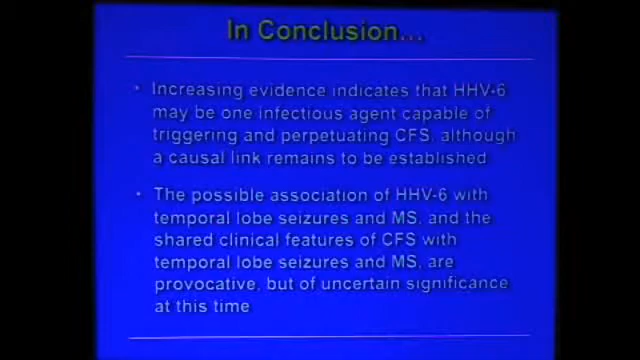 In Conclusion...
• Increasing evidence indicates that HHV-6
may be one infectious agent capable of
triggering and perpetuating CFS, although
a causal link remains to be established
• The possible association of HHV-6 with
temporal lobe seizures and MS, and the
shared clinical features of CFS with
temporal lobe seizures and MS, are
provocative, but of uncertain significance
at this time